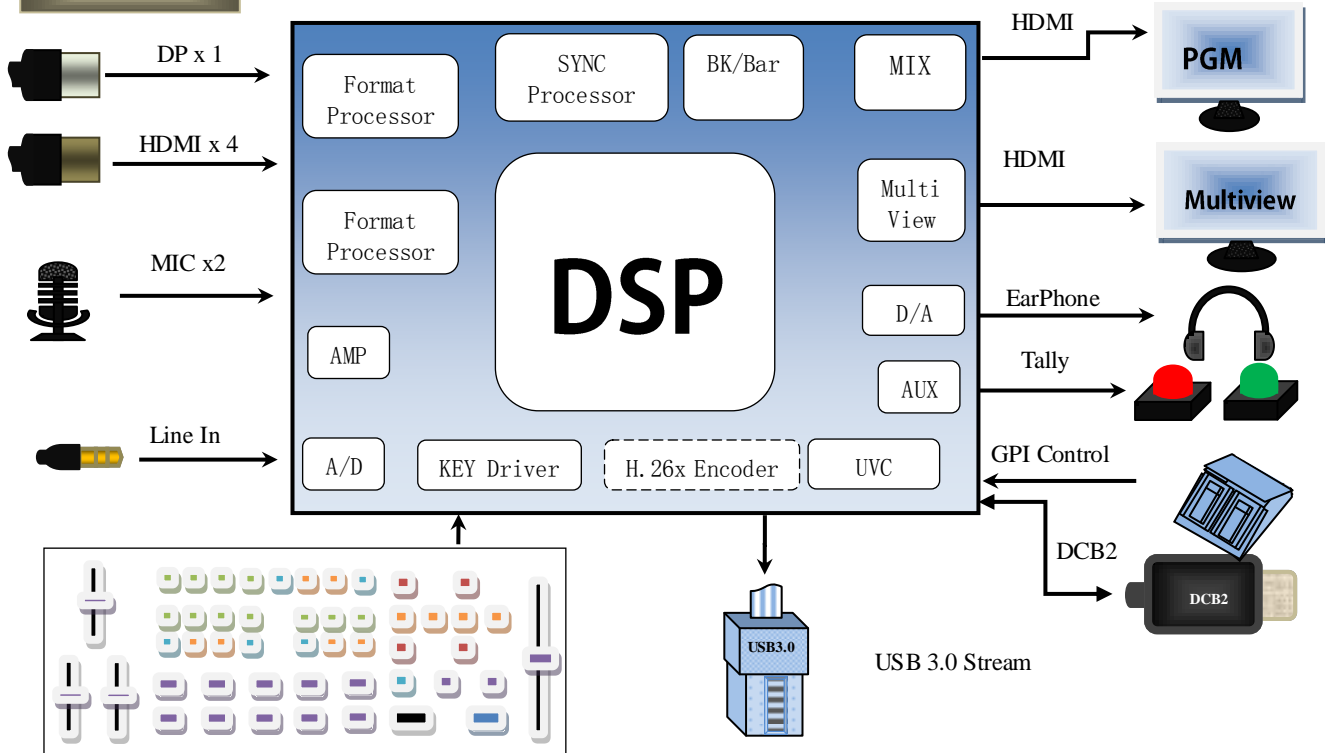 DP x 1
HDMI x 4
MIC x2
Line In
Format
Processor
SYNC
Processor
BK/Bar
MIX
Format
Processor
DSP
Multi
View
AMP
D/A
AUX
A/D
KEY Driver
H.26x Encoder
UVC
HDMI
PGM
HDMI
Multiview
EarPhone
Tally
GPI Control
DCB2
DCB2
USB3.0
USB 3.0 Stream